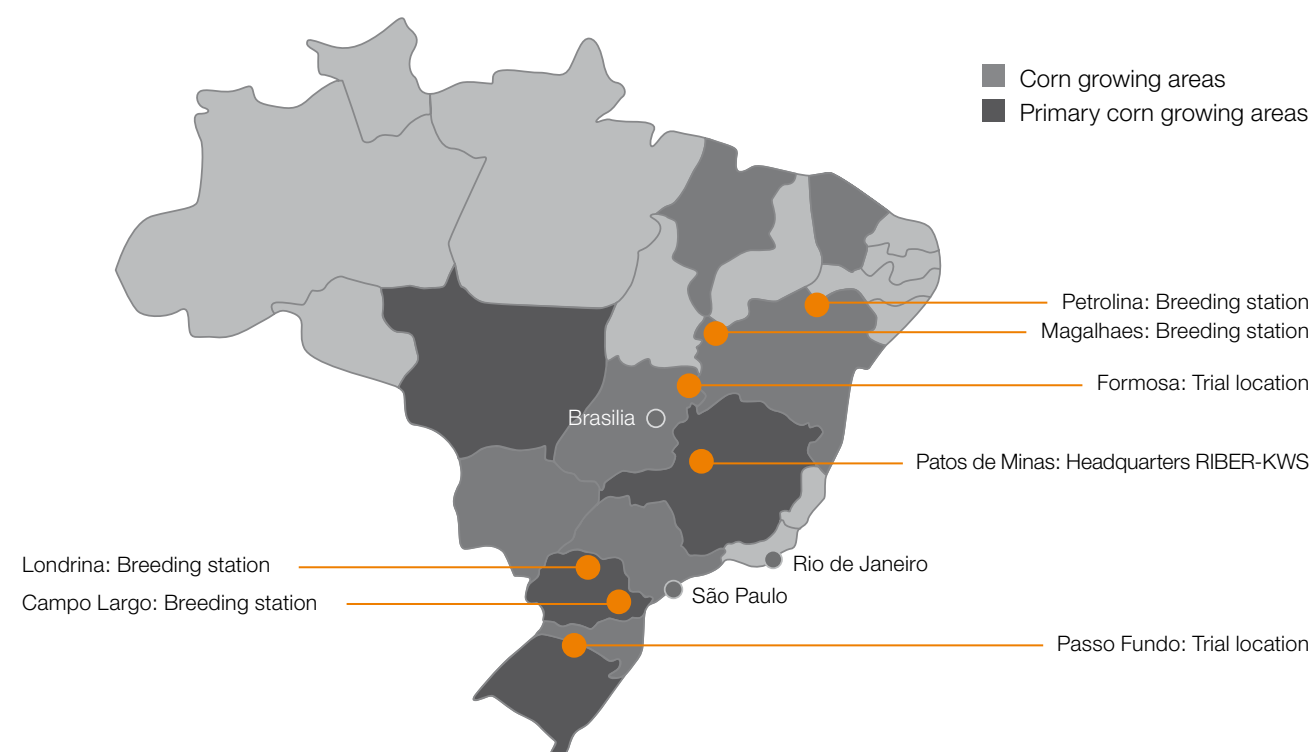 Corn growing areas
Primary corn growing areas
Petrolina: Breeding station
Magalhaes: Breeding station
Formosa: Trial location
Brasilia
Patos de Minas: Headquarters RIBER-KWS
Londrina: Breeding station
Rio de Janeiro
Campo Largo: Breeding station
São Paulo
Passo Fundo: Trial location